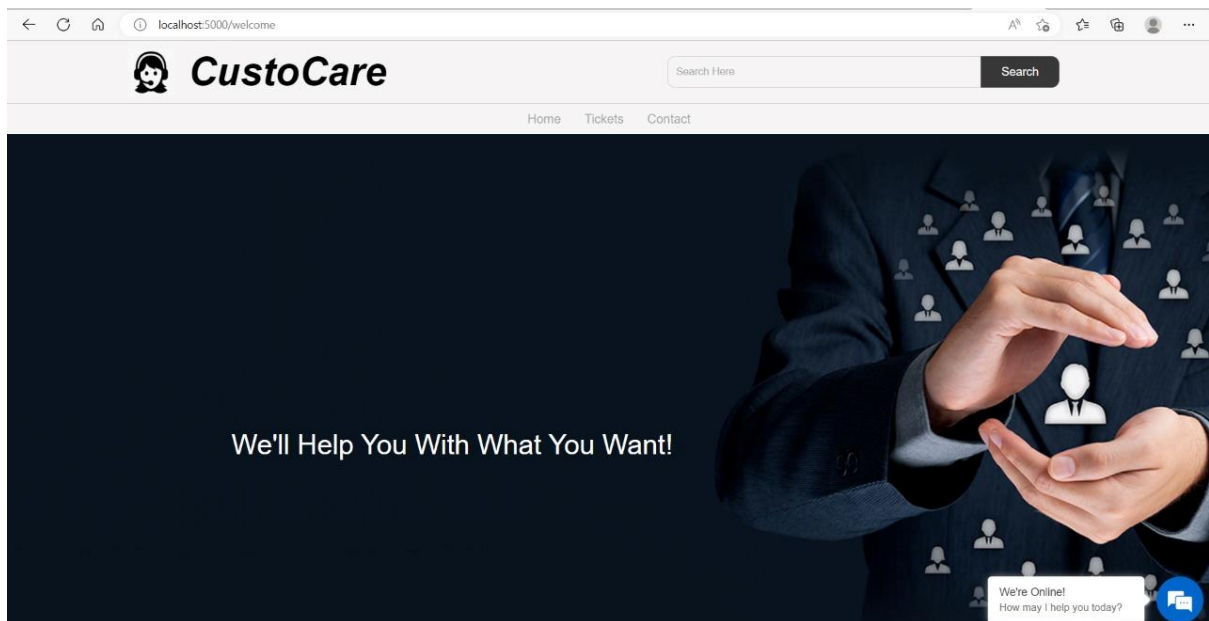 localhost:5000/welcome
CustoCare
Search Here
Search
Home Tickets Contact
We'll Help You With What You Want!
We're Online!
How may I help you today?